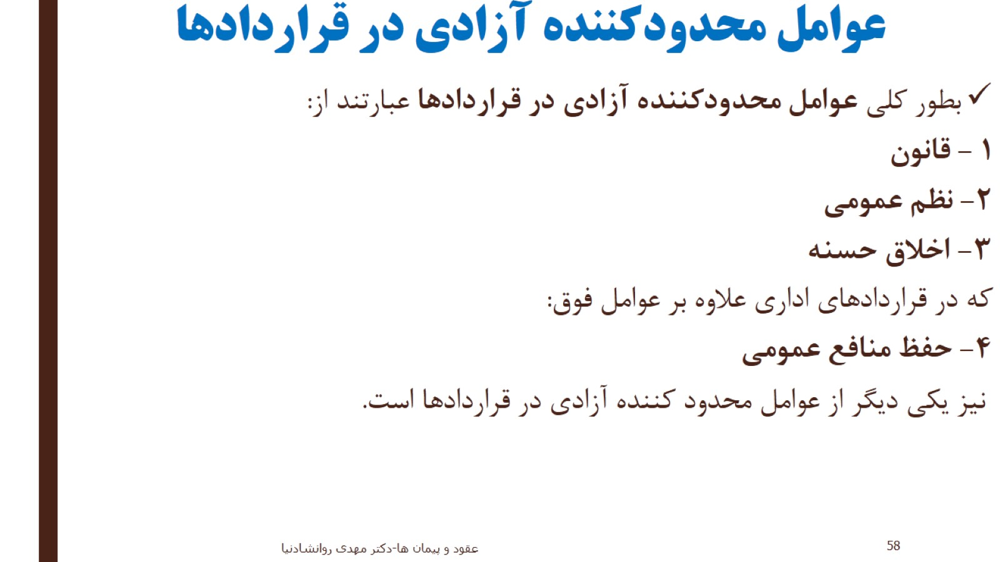 عوامل محدودکننده آزادی در قراردادها
✓ بطور کلی عوامل محدودکننده آزادی در قراردادها عبارتند از:
۱ – قانون
۲– نظم عمومی
۳– اخلاق حسنه
که در قراردادهای اداری علاوه بر عوامل فوق:
۴– حفظ منافع عمومی
نیز یکی دیگر از عوامل محدود کننده آزادی در قراردادها است.
عقود و پیمان ها-دکتر مهدی روانشادنیا
58